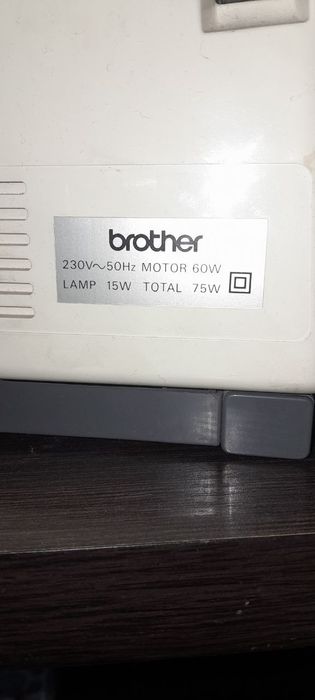 brother
230V~50Hz MOTOR 60W
LAMP 15W TOTAL 75W